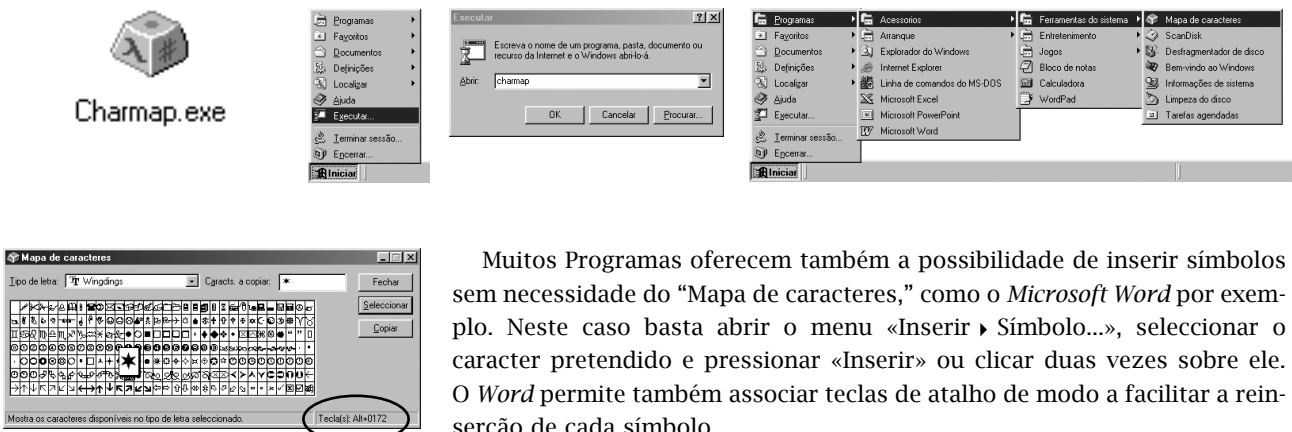 Charmap.exe
Programas
Favoritos
Documentos
Definições
Localizar
Ajuda
Executar...
Terminar sessão...
Encerrar...
Iniciar
Executar
Escreva o nome de um programa, pasta, documento ou
recurso da Internet e o Windows abri-lo-á.
Abrir: charmap
OK Cancelar Procurar...
Programas
Favoritos
Documentos
Definições
Localizar
Ajuda
Executar...
Terminar sessão...
Encerrar...
Iniciar
Acessorios
Arranque
Explorador do Windows
Internet Explorer
Linha de comandos do MS-DOS
Microsoft Excel
Microsoft PowerPoint
Microsoft Word
Ferramentas do sistema
Entretenimento
Jogos
Bloco de notas
Calculadora
WordPad
Mapa de caracteres
ScanDisk
Desfragmentador de disco
Bem-vindo ao Windows
Informações de sistema
Limpeza do disco
Tarefas agendadas
Mapa de caracteres
Tipo de letra: Wingdings Caracts. a copiar: Fechar
Seleccionar
Copiar
Mostra os caracteres disponíveis no tipo de letra seleccionado. Tecla(s): Alt+0172
Muitos Programas oferecem também a possibilidade de inserir símbolos
sem necessidade do “Mapa de caracteres,” como o Microsoft Word por exem-
plo. Neste caso basta abrir o menu «Inserir ▸ Símbolo...», seleccionar o
caracter pretendido e pressionar «Inserir» ou clicar duas vezes sobre ele.
O Word permite também associar teclas de atalho de modo a facilitar a rein-
serção de cada símbolo.